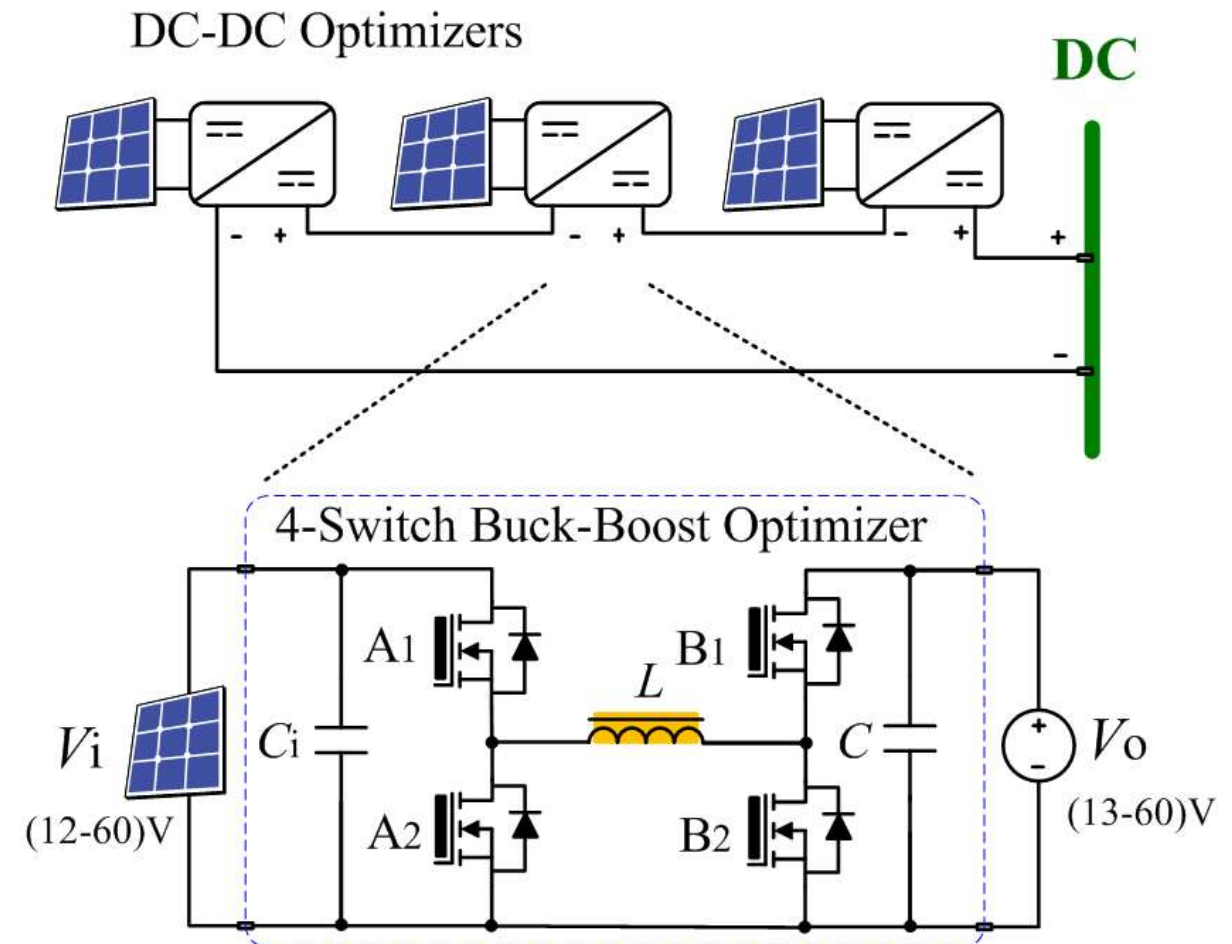 DC-DC Optimizers
DC
- +
- +
- +
+
-
4-Switch Buck-Boost Optimizer
A1
B1
L
Vi
Ci
C
+
-
Vo
(12-60)V
A2
B2
(13-60)V